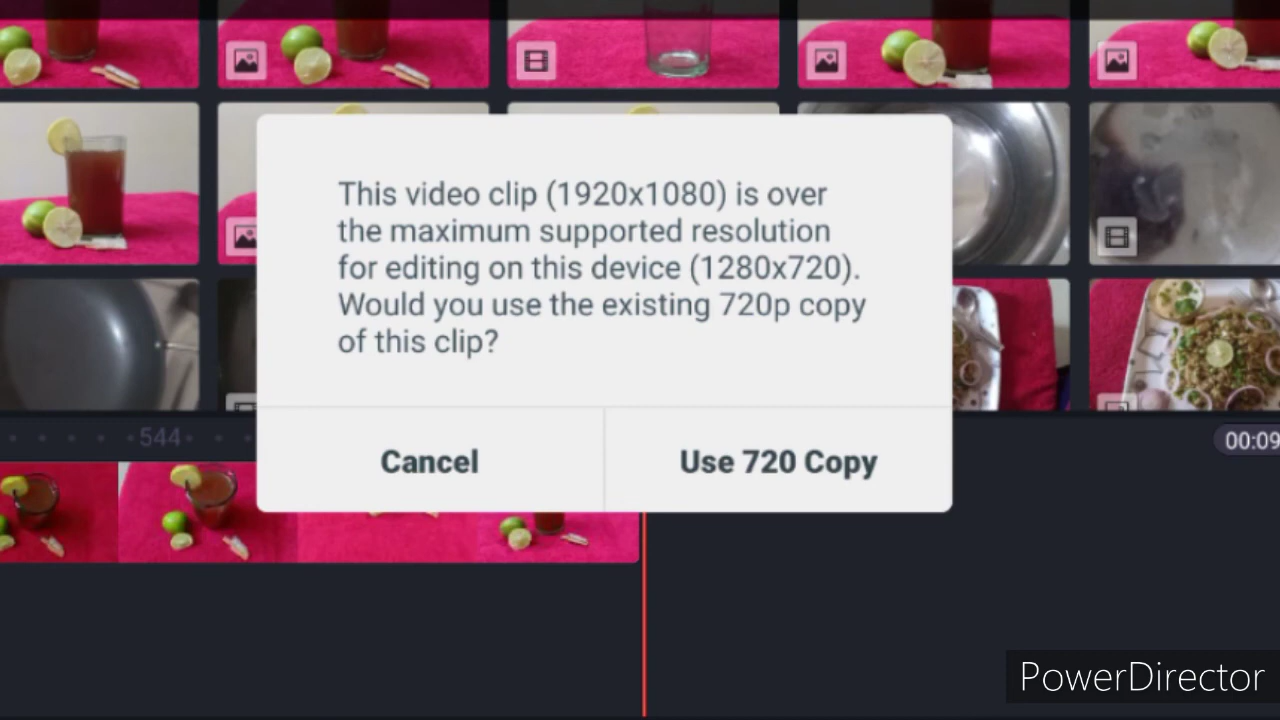 This video clip (1920x1080) is over
the maximum supported resolution
for editing on this device (1280x720).
Would you use the existing 720p copy
of this clip?
544
00:09
Cancel
Use 720 Copy
PowerDirector